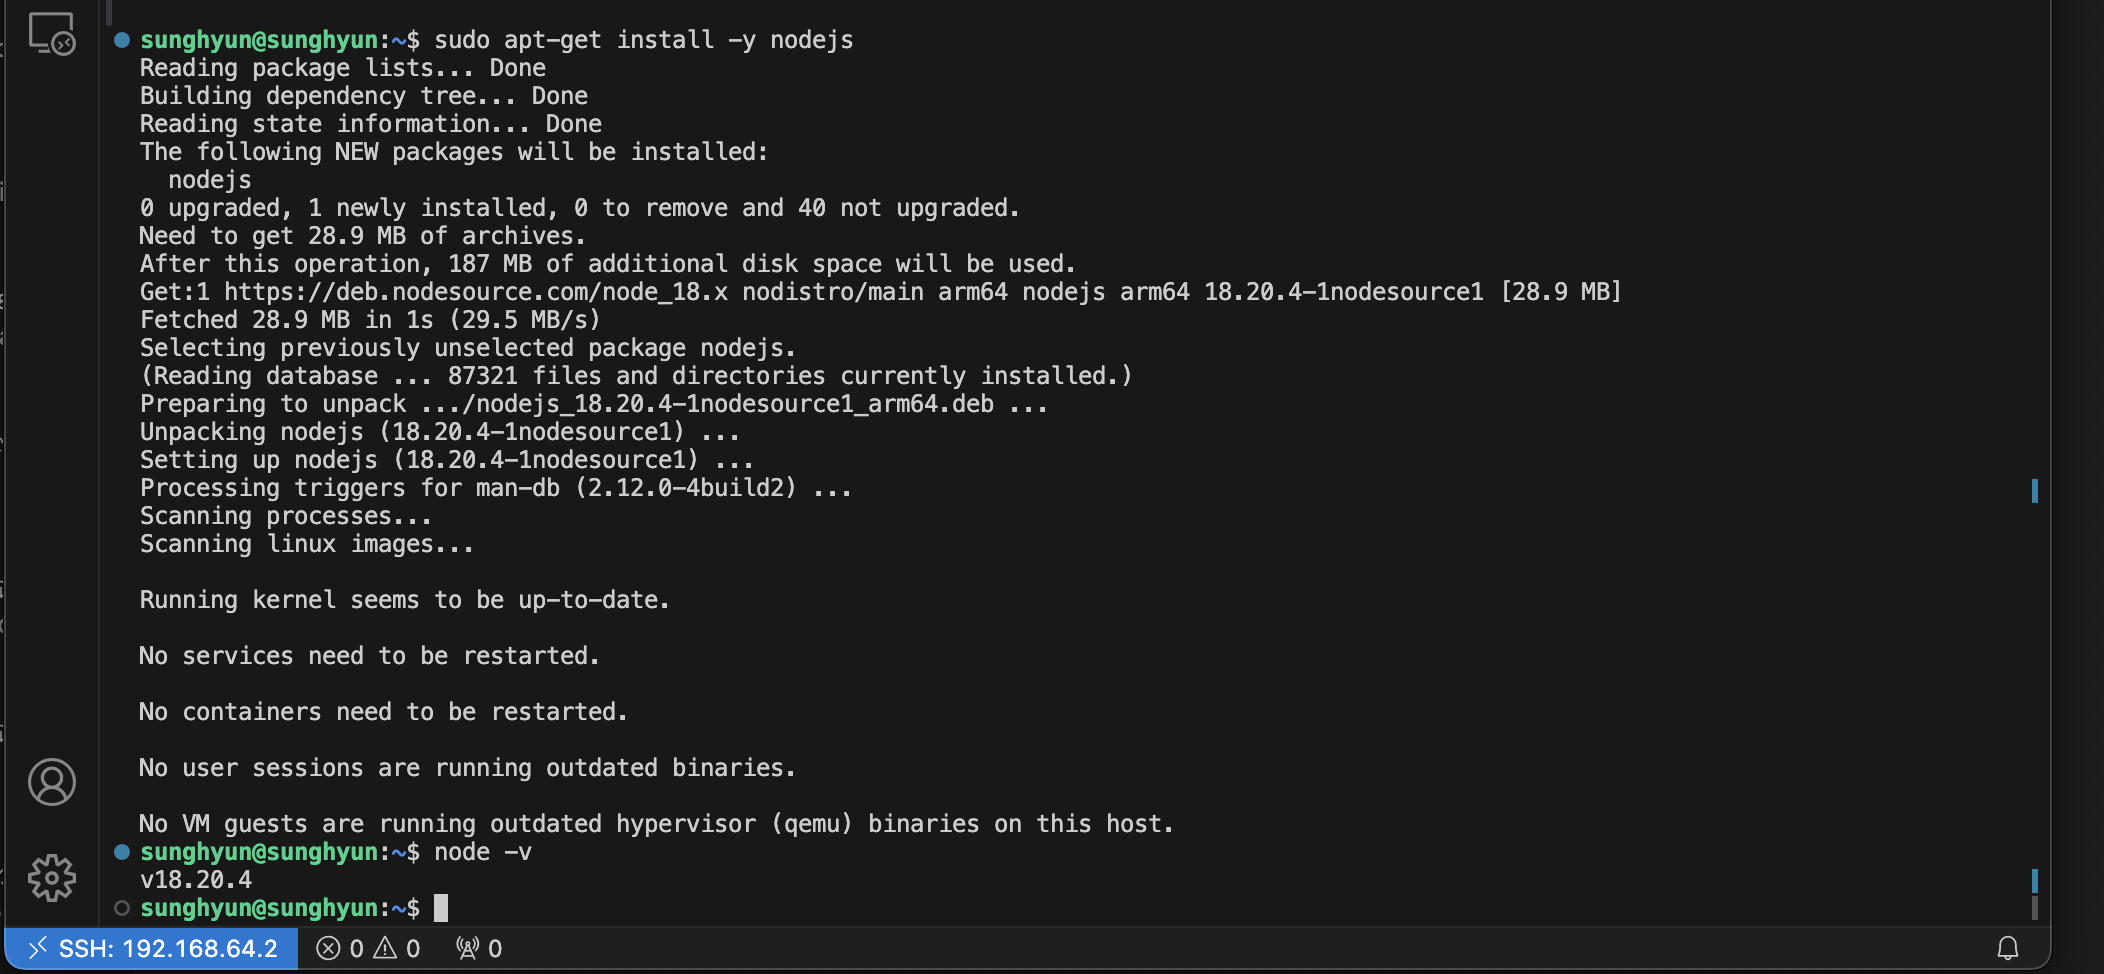 sunghyun@sunghyun:~$ sudo apt-get install -y nodejs
Reading package lists... Done
Building dependency tree... Done
Reading state information... Done
The following NEW packages will be installed:
  nodejs
0 upgraded, 1 newly installed, 0 to remove and 40 not upgraded.
Need to get 28.9 MB of archives.
After this operation, 187 MB of additional disk space will be used.
Get:1 https://deb.nodesource.com/node_18.x nodistro/main arm64 nodejs arm64 18.20.4-1nodesource1 [28.9 MB]
Fetched 28.9 MB in 1s (29.5 MB/s)
Selecting previously unselected package nodejs.
(Reading database ... 87321 files and directories currently installed.)
Preparing to unpack .../nodejs_18.20.4-1nodesource1_arm64.deb ...
Unpacking nodejs (18.20.4-1nodesource1) ...
Setting up nodejs (18.20.4-1nodesource1) ...
Processing triggers for man-db (2.12.0-4build2) ...
Scanning processes...
Scanning linux images...
Running kernel seems to be up-to-date.
No services need to be restarted.
No containers need to be restarted.
No user sessions are running outdated binaries.
No VM guests are running outdated hypervisor (qemu) binaries on this host.
sunghyun@sunghyun:~$ node -v
v18.20.4
sunghyun@sunghyun:~$
SSH: 192.168.64.2 0 0 0